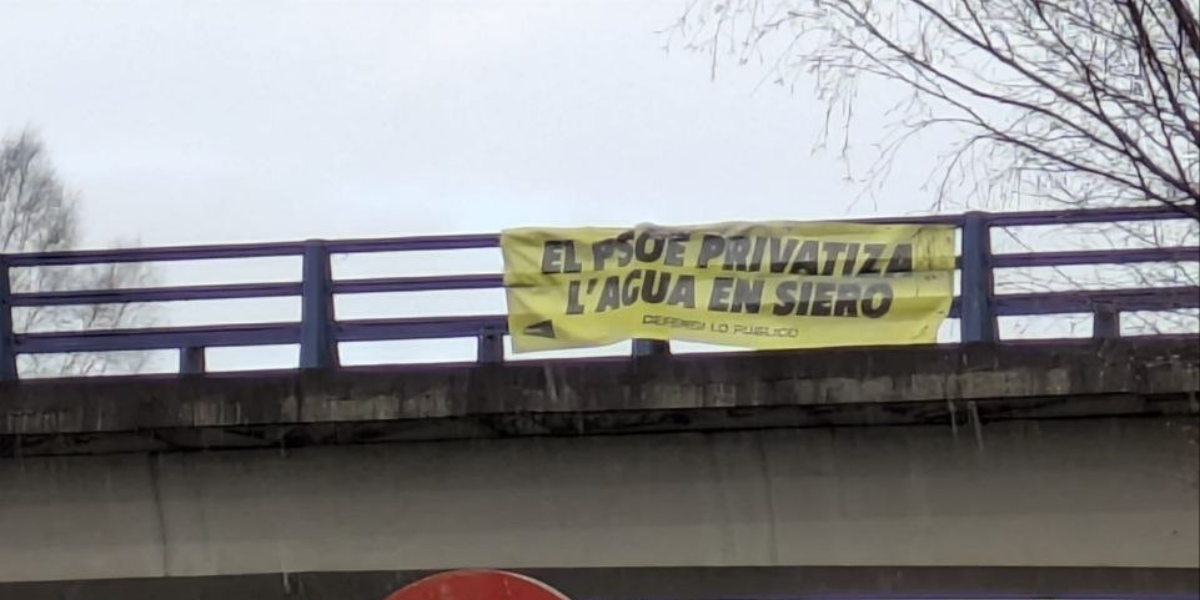 EL PSOE PRIVATIZA
L'AGUA EN SIERO
DEFENDI LO PUBLICO